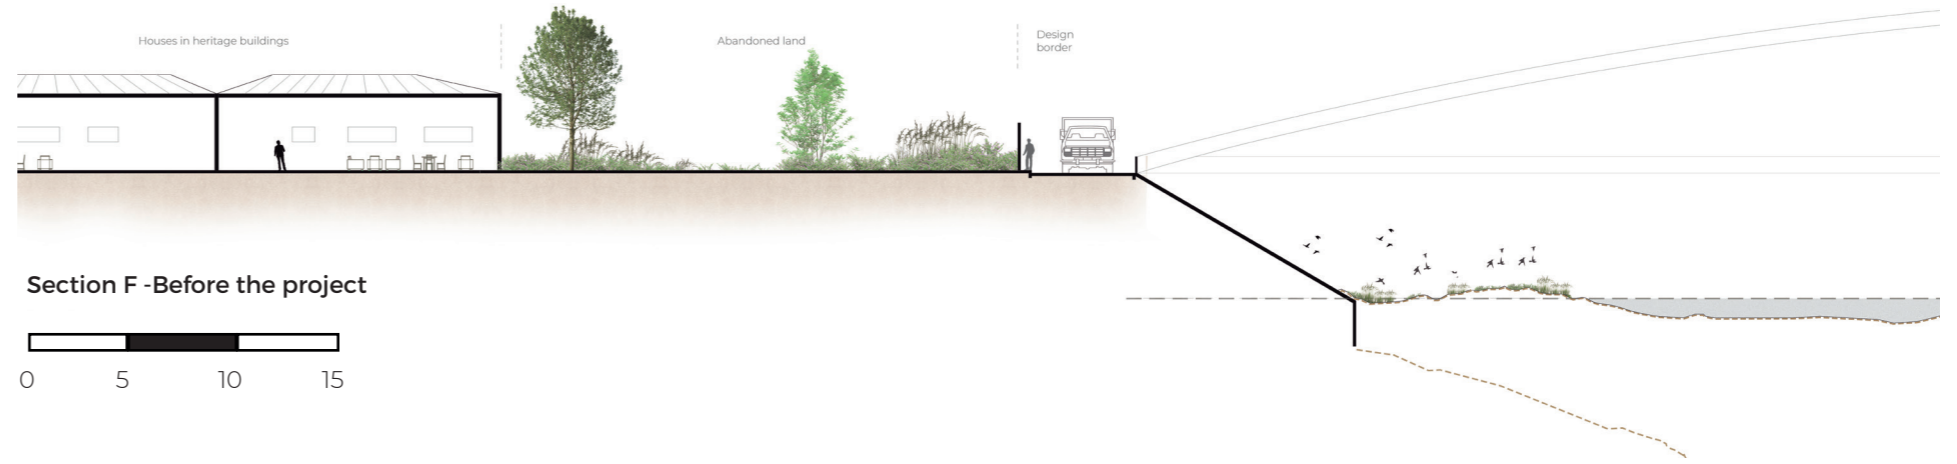 Houses in heritage buildings
Abandoned land
Design
border
Section F -Before the project
0 5 10 15